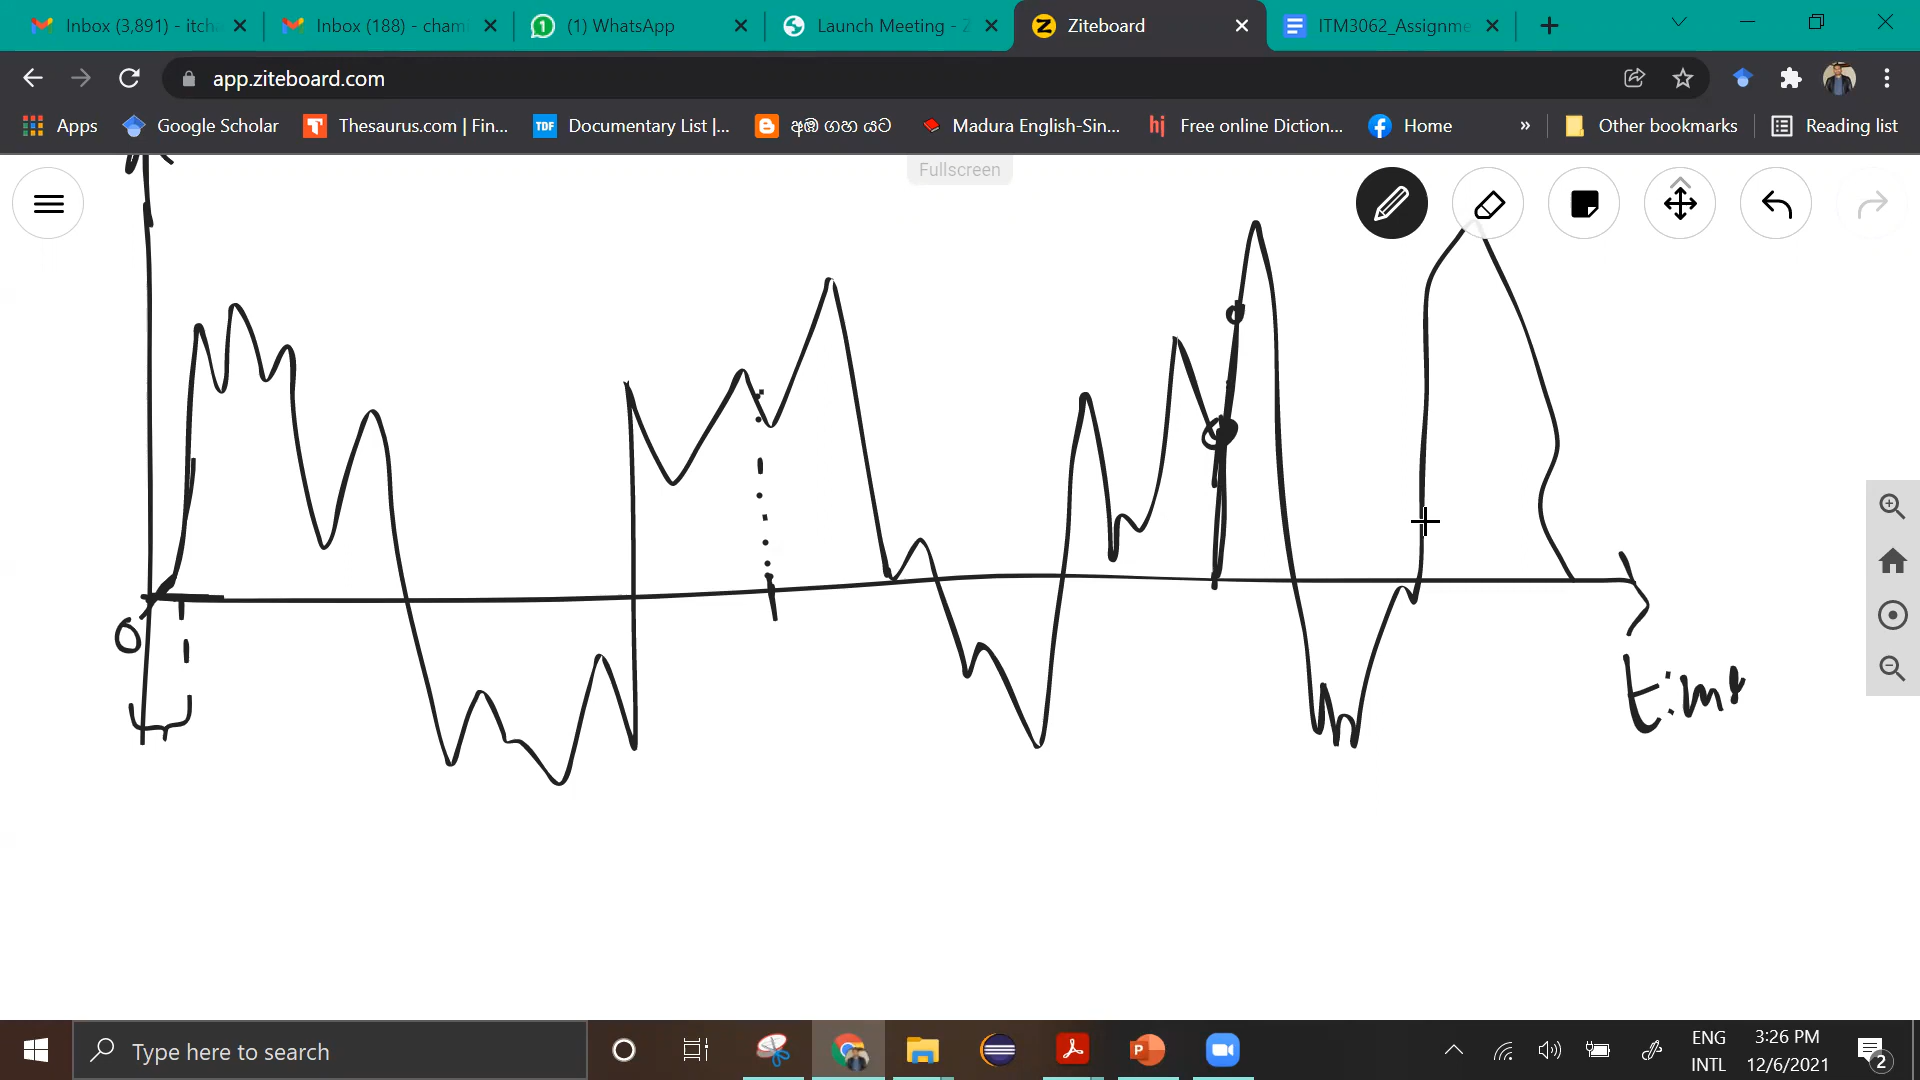 Inbox (3,891) - itcha
Inbox (188) - cham
(1) WhatsApp
Launch Meeting - Z
Ziteboard
ITM3062_Assignme
app.ziteboard.com
Apps
Google Scholar
Thesaurus.com | Fin...
Documentary List |...
අඹ ගහ යට
Madura English-Sin...
Free online Diction...
Home
»
Other bookmarks
Reading list
Fullscreen
0
time
Type here to search
ENG
INTL
3:26 PM
12/6/2021
2